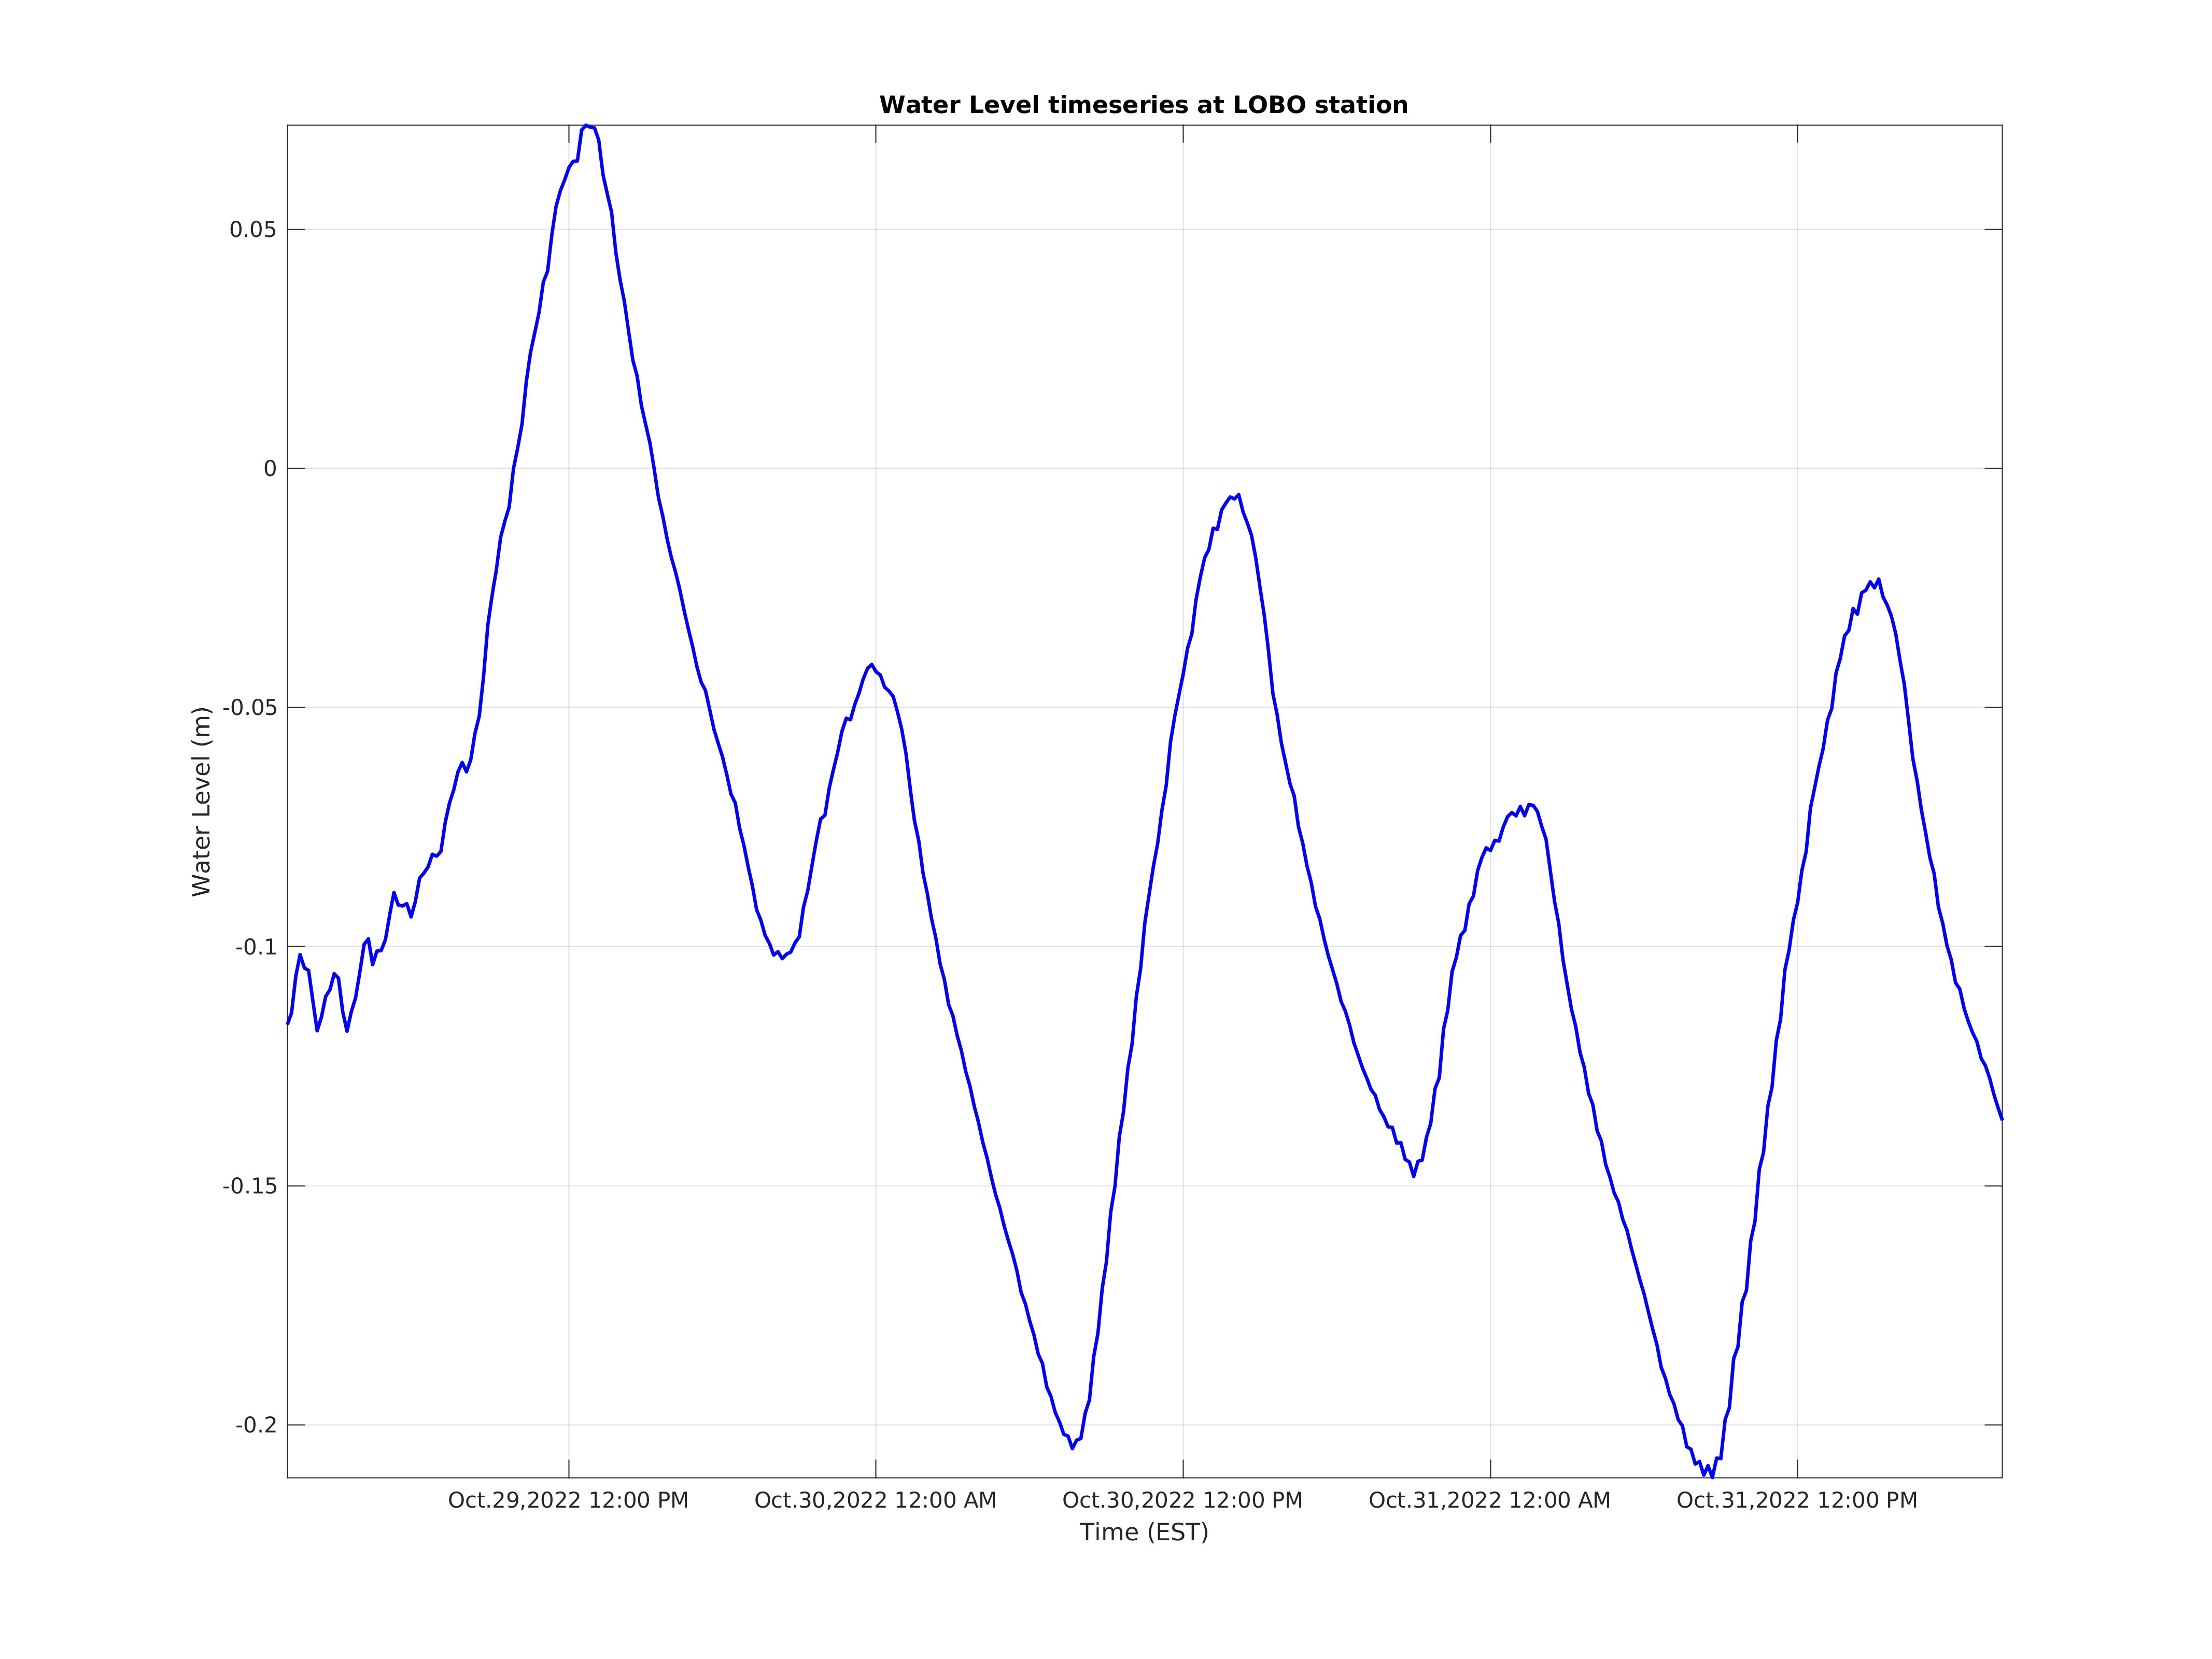 Water Level timeseries at LOBO station
0.05
0
-0.05
-0.1
-0.15
-0.2
Water Level (m)
Oct.29,2022 12:00 PM Oct.30,2022 12:00 AM Oct.30,2022 12:00 PM Oct.31,2022 12:00 AM Oct.31,2022 12:00 PM
Time (EST)